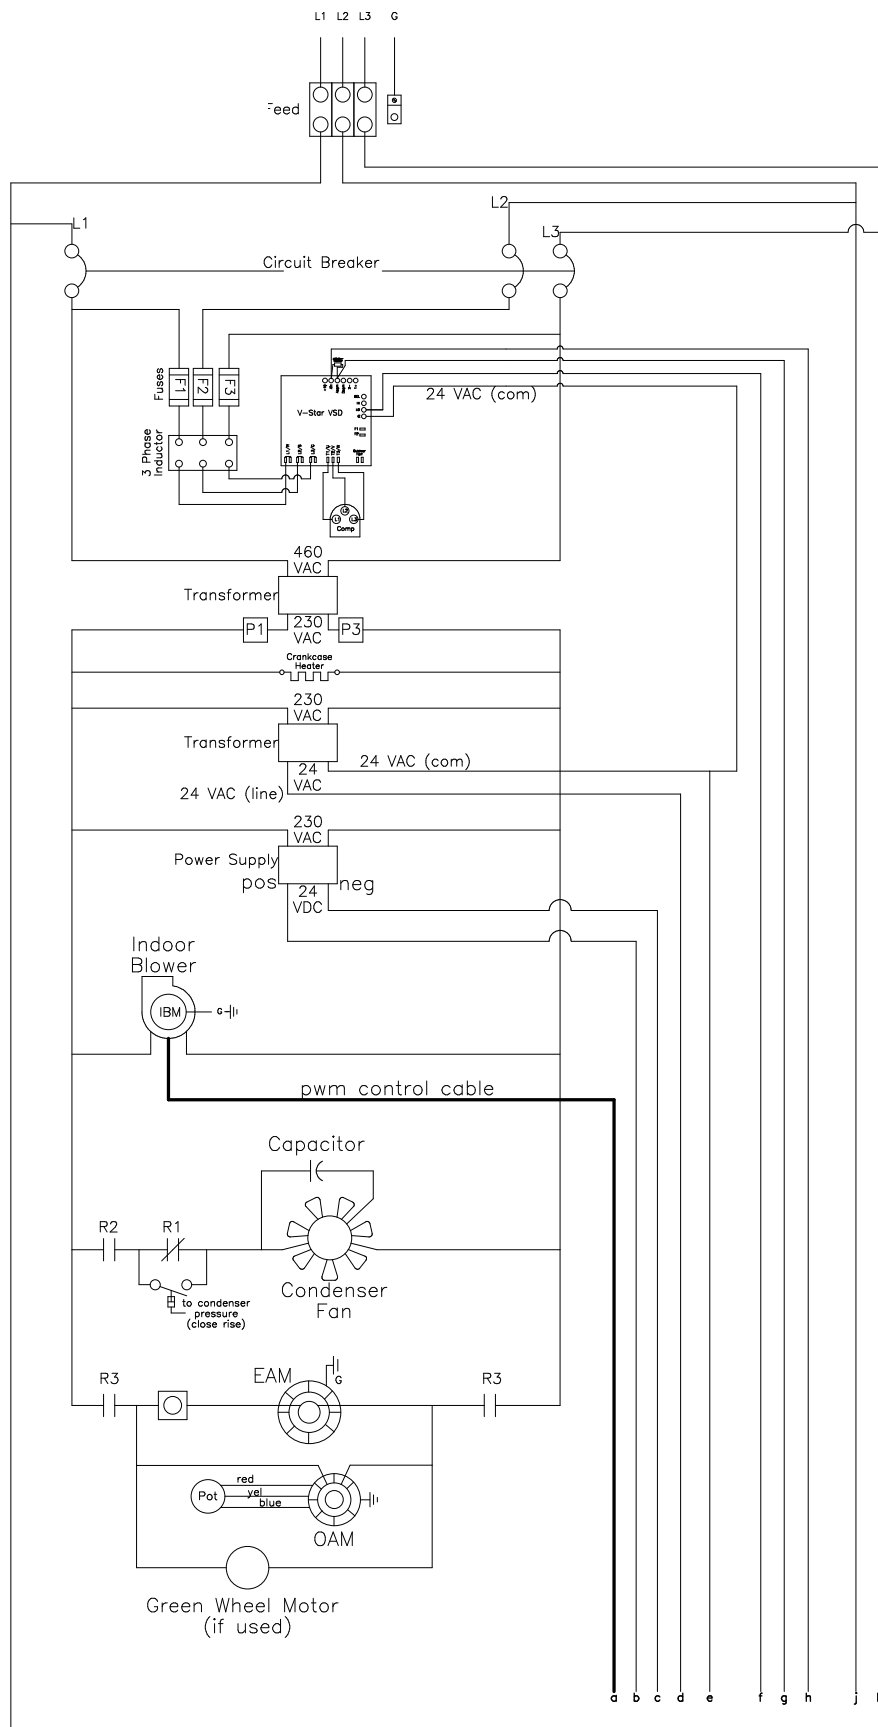 L1 L2 L3 G
Feed
L1
L2
L3
Circuit Breaker
Fuses
F1
F2
F3
V-Star VSD
24 VAC (com)
3 Phase
Inductor
L1
L2
L3
Comp
460
VAC
Transformer
P1
230
VAC
P3
Crankcase
Heater
230
VAC
Transformer
24 VAC (com)
24
VAC
24 VAC (line)
230
VAC
Power Supply
pos
neg
24
VDC
Indoor
Blower
IBM
G
pwm control cable
Capacitor
R2
R1
to condenser
pressure
(close rise)
Condenser
Fan
R3
EAM
G
R3
Pot
red
yel
blue
OAM
Green Wheel Motor
(if used)
a b c d e f g h j